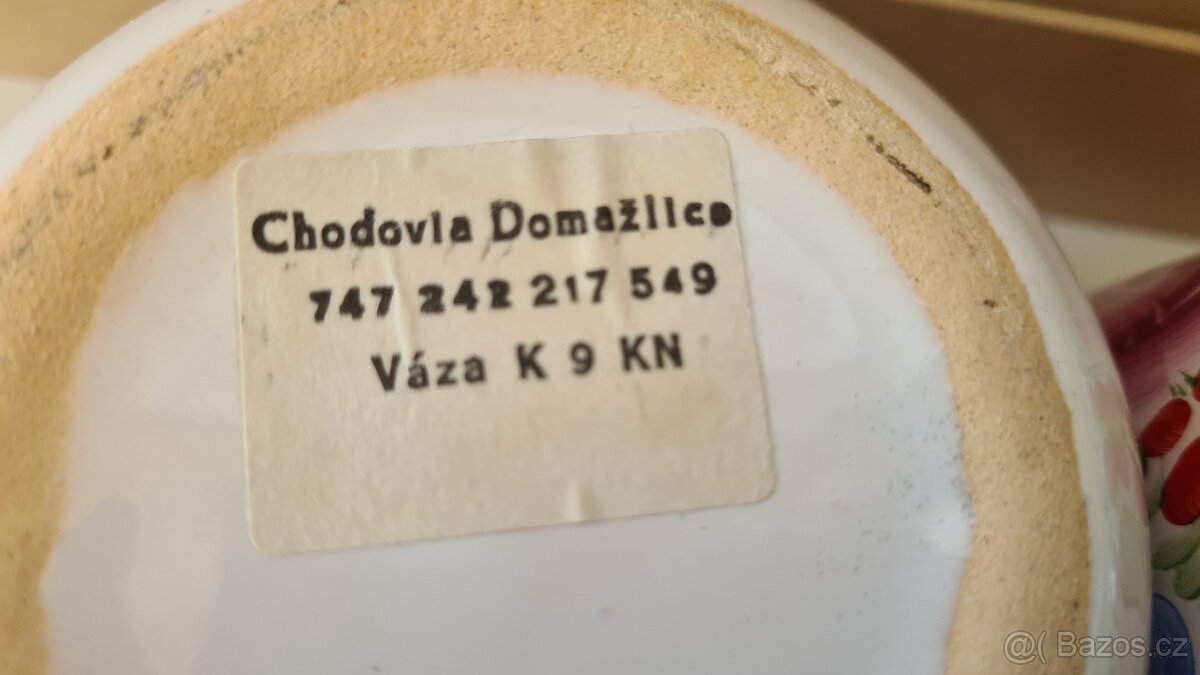 Chodovia Domažlice
747 242 217 549
Váza K 9 KN
@( Bazos.cz